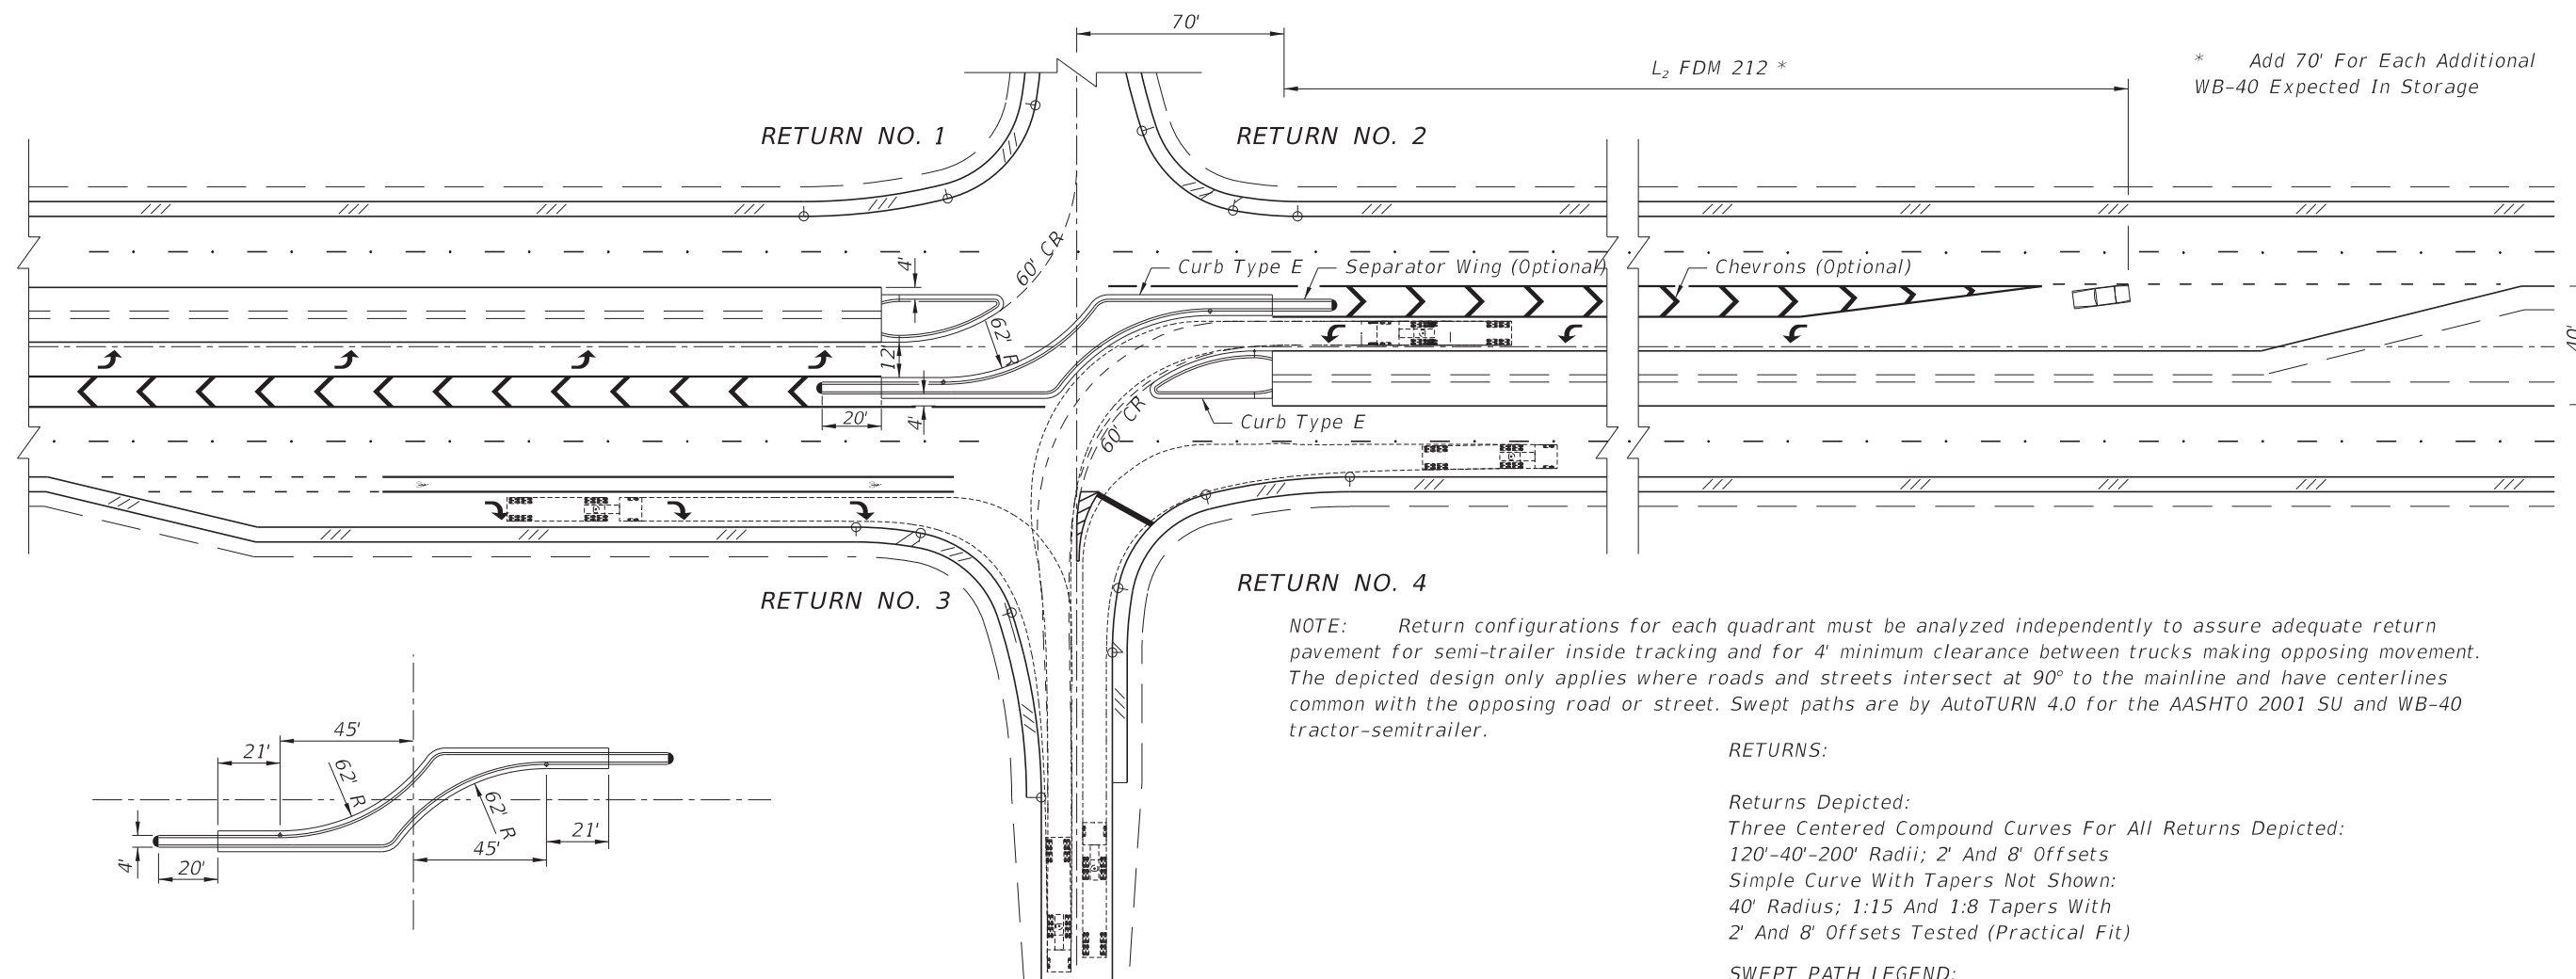 70'
L₂ FDM 212 *
* Add 70' For Each Additional
WB-40 Expected In Storage
RETURN NO. 1
RETURN NO. 2
60' CR
4'
Curb Type E
Separator Wing (Optional)
Chevrons (Optional)
62' R
12'
40'
20'
4'
60' CR
Curb Type E
RETURN NO. 3
RETURN NO. 4
NOTE: Return configurations for each quadrant must be analyzed independently to assure adequate return
pavement for semi-trailer inside tracking and for 4' minimum clearance between trucks making opposing movement.
The depicted design only applies where roads and streets intersect at 90° to the mainline and have centerlines
common with the opposing road or street. Swept paths are by AutoTURN 4.0 for the AASHTO 2001 SU and WB-40
tractor-semitrailer.
45'
21'
62' R
62' R
21'
45'
4'
20'
RETURNS:
Returns Depicted:
Three Centered Compound Curves For All Returns Depicted:
120'-40'-200' Radii; 2' And 8' Offsets
Simple Curve With Tapers Not Shown:
40' Radius; 1:15 And 1:8 Tapers With
2' And 8' Offsets Tested (Practical Fit)
SWEPT PATH LEGEND: